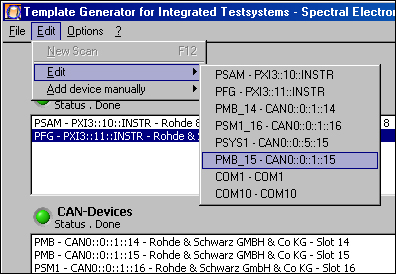 Template Generator for Integrated Testsystems - Spectral Electron
File Edit Options ?
New Scan F12
Edit
Add device manually
PSAM - PXI3::10::INSTR
PFG - PXI3::11::INSTR
PMB_14 - CAN0::0::1::14
PSM1_16 - CAN0::0::1::16
PSYS1 - CAN0::0::5::15
PMB_15 - CAN0::0::1::15
COM1 - COM1
COM10 - COM10
Status . Done
PSAM - PXI3::10::INSTR - Rohde & 8
PFG - PXI3::11::INSTR - Rohde &
CAN-Devices
Status . Done
PMB - CAN0::0::1::14 - Rohde & Schwarz GMBH & Co KG - Slot 14
PMB - CAN0::0::1::15 - Rohde & Schwarz GMBH & Co KG - Slot 15
PSM1 - CAN0::0::1::16 - Rohde & Schwarz GMBH & Co KG - Slot 16